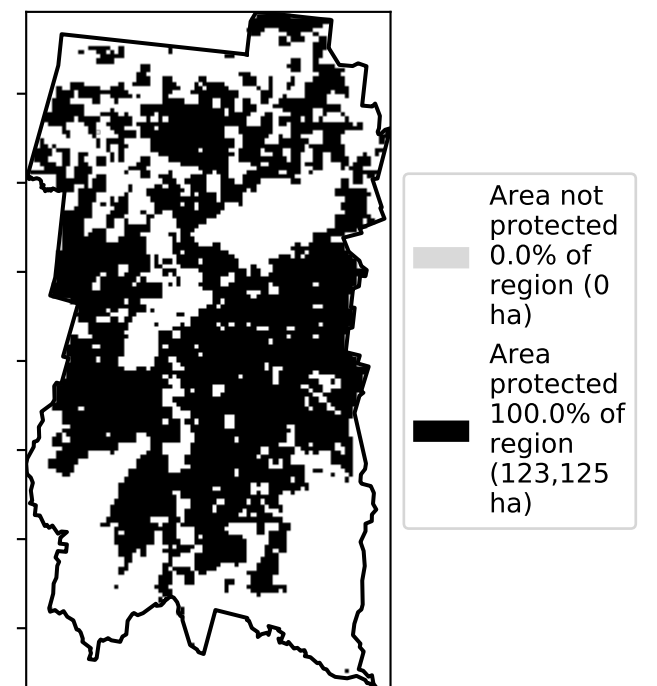 Area not
protected
0.0% of
region (0
ha)
Area
protected
100.0% of
region
(123,125
ha)